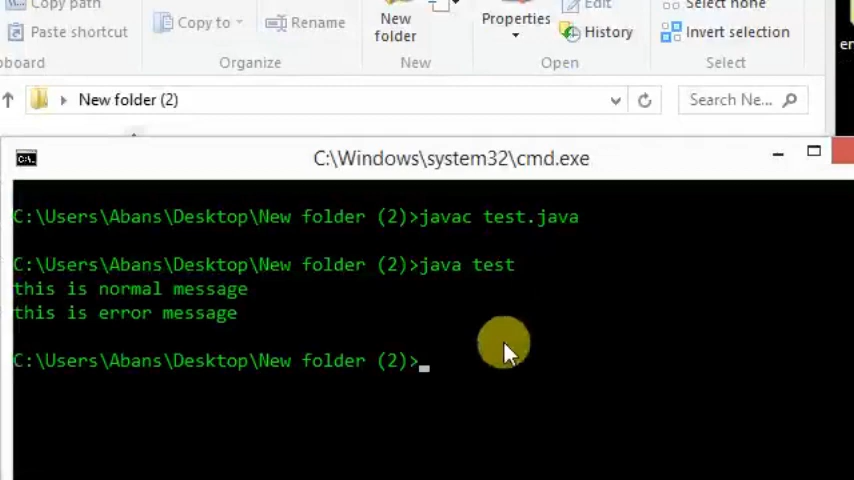 Copy path
Edit
Select none
Paste shortcut
Copy to
Rename
New
folder
Properties
History
Invert selection
Organize
New
Open
Select
New folder (2)
Search Ne...
C:\Windows\system32\cmd.exe
C:\Users\Abans\Desktop\New folder (2)>javac test.java
C:\Users\Abans\Desktop\New folder (2)>java test
this is normal message
this is error message
C:\Users\Abans\Desktop\New folder (2)>